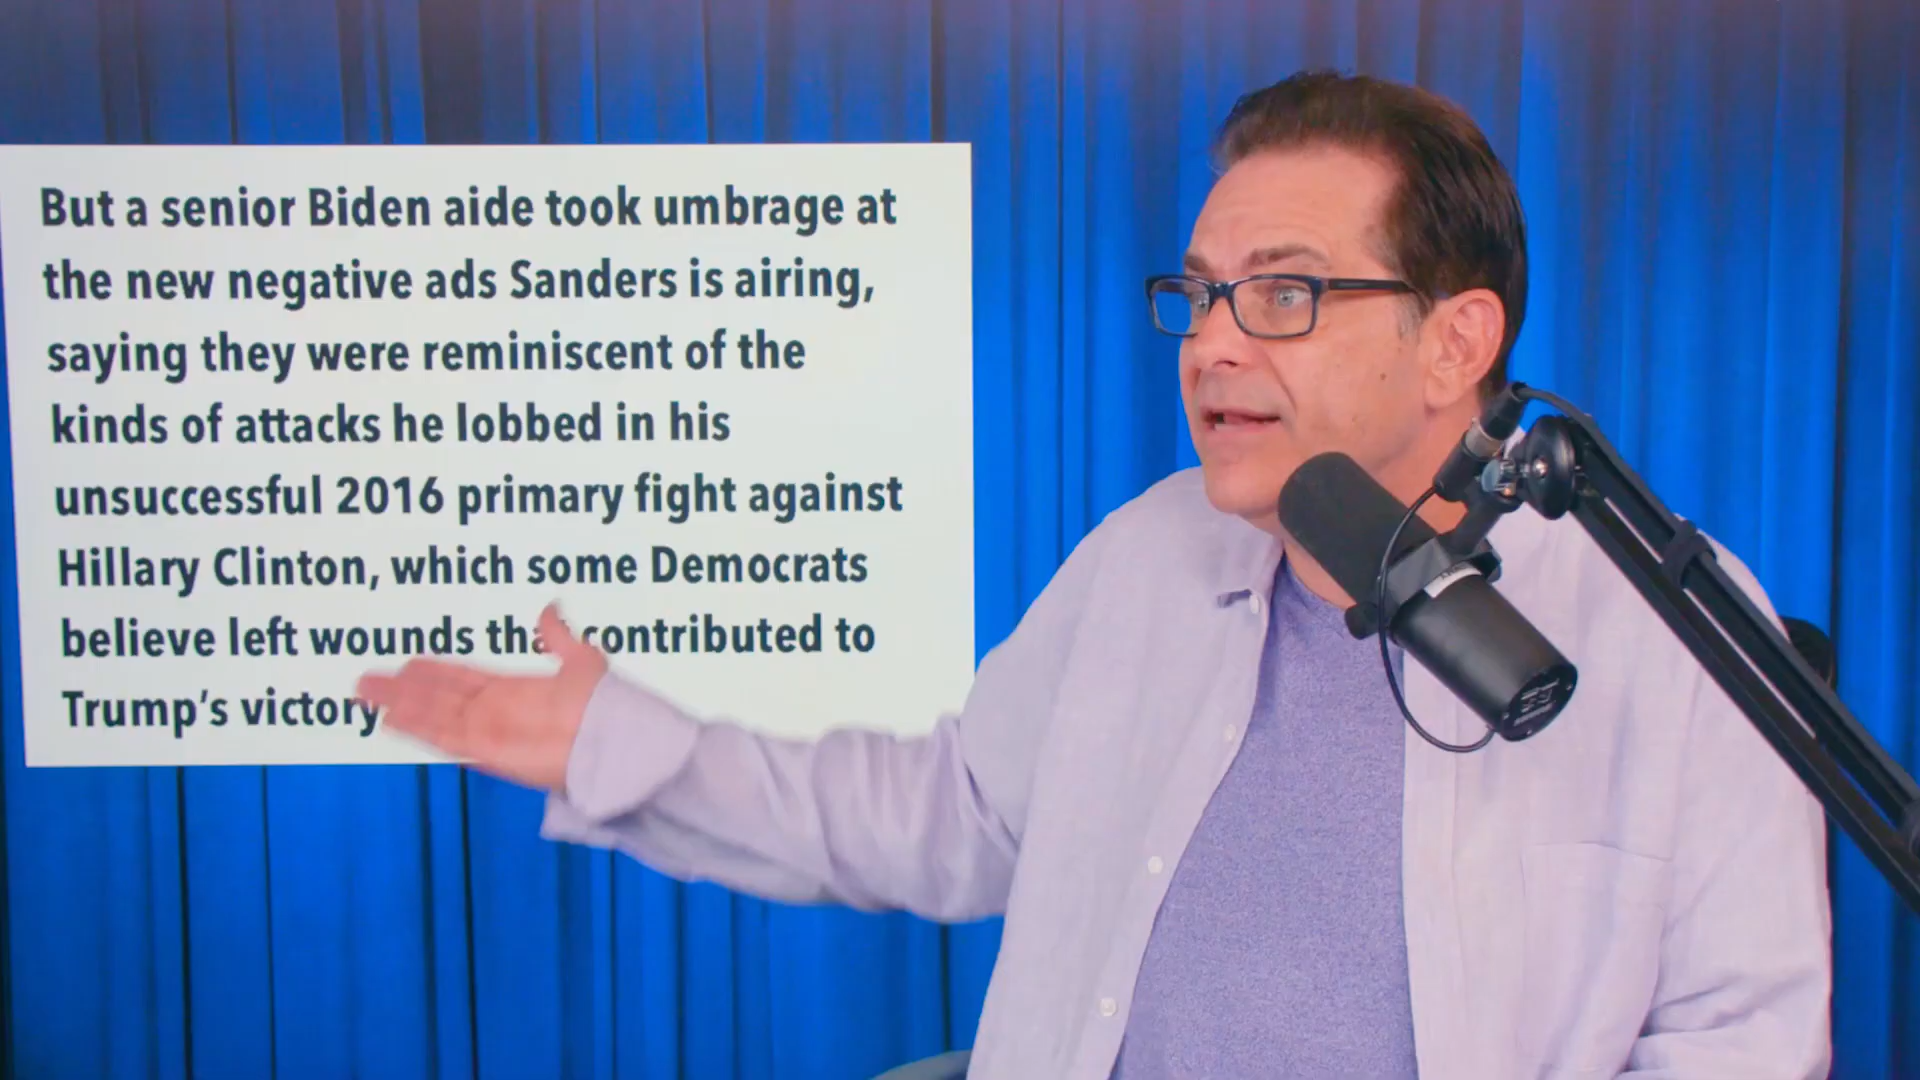 But a senior Biden aide took umbrage at
the new negative ads Sanders is airing,
saying they were reminiscent of the
kinds of attacks he lobbed in his
unsuccessful 2016 primary fight against
Hillary Clinton, which some Democrats
believe left wounds that contributed to
Trump's victory.